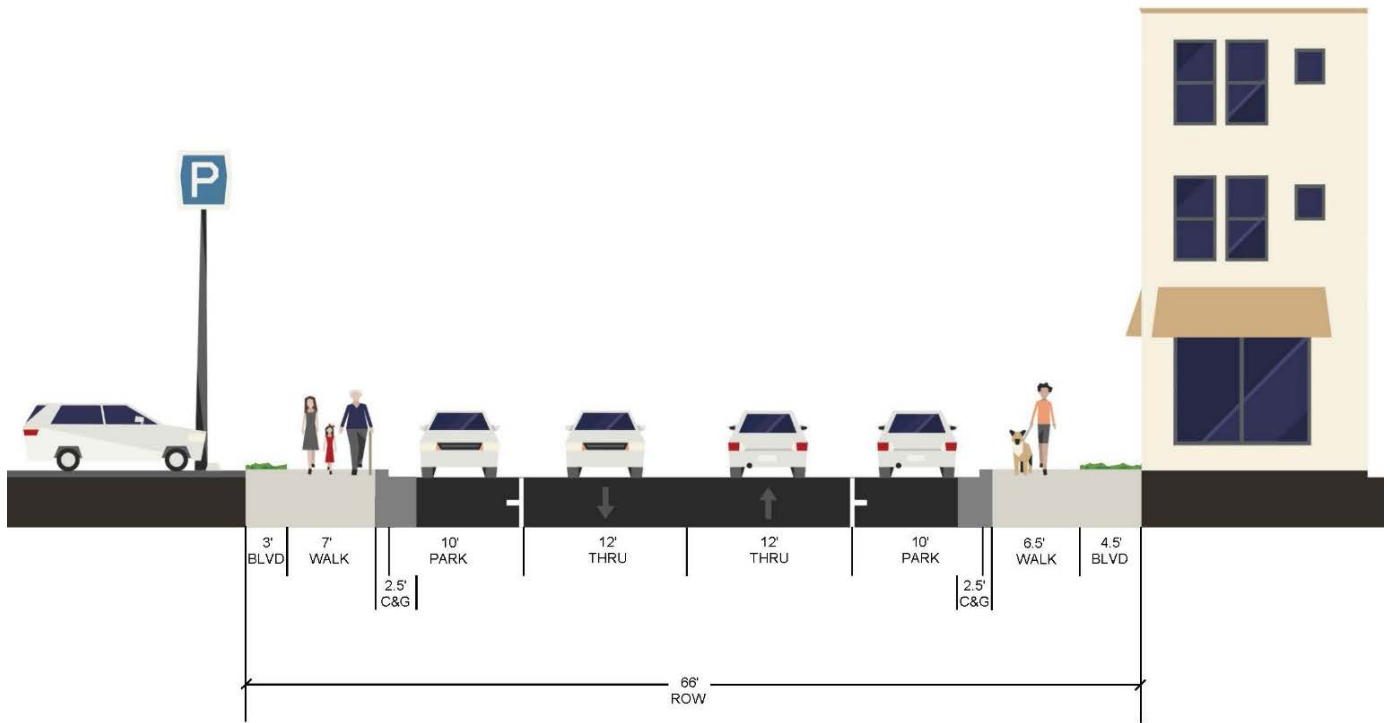 P
3'
BLVD
7'
WALK
10'
PARK
12'
THRU
12'
THRU
10'
PARK
6.5'
WALK
4.5'
BLVD
2.5'
C&G
2.5'
C&G
66'
ROW